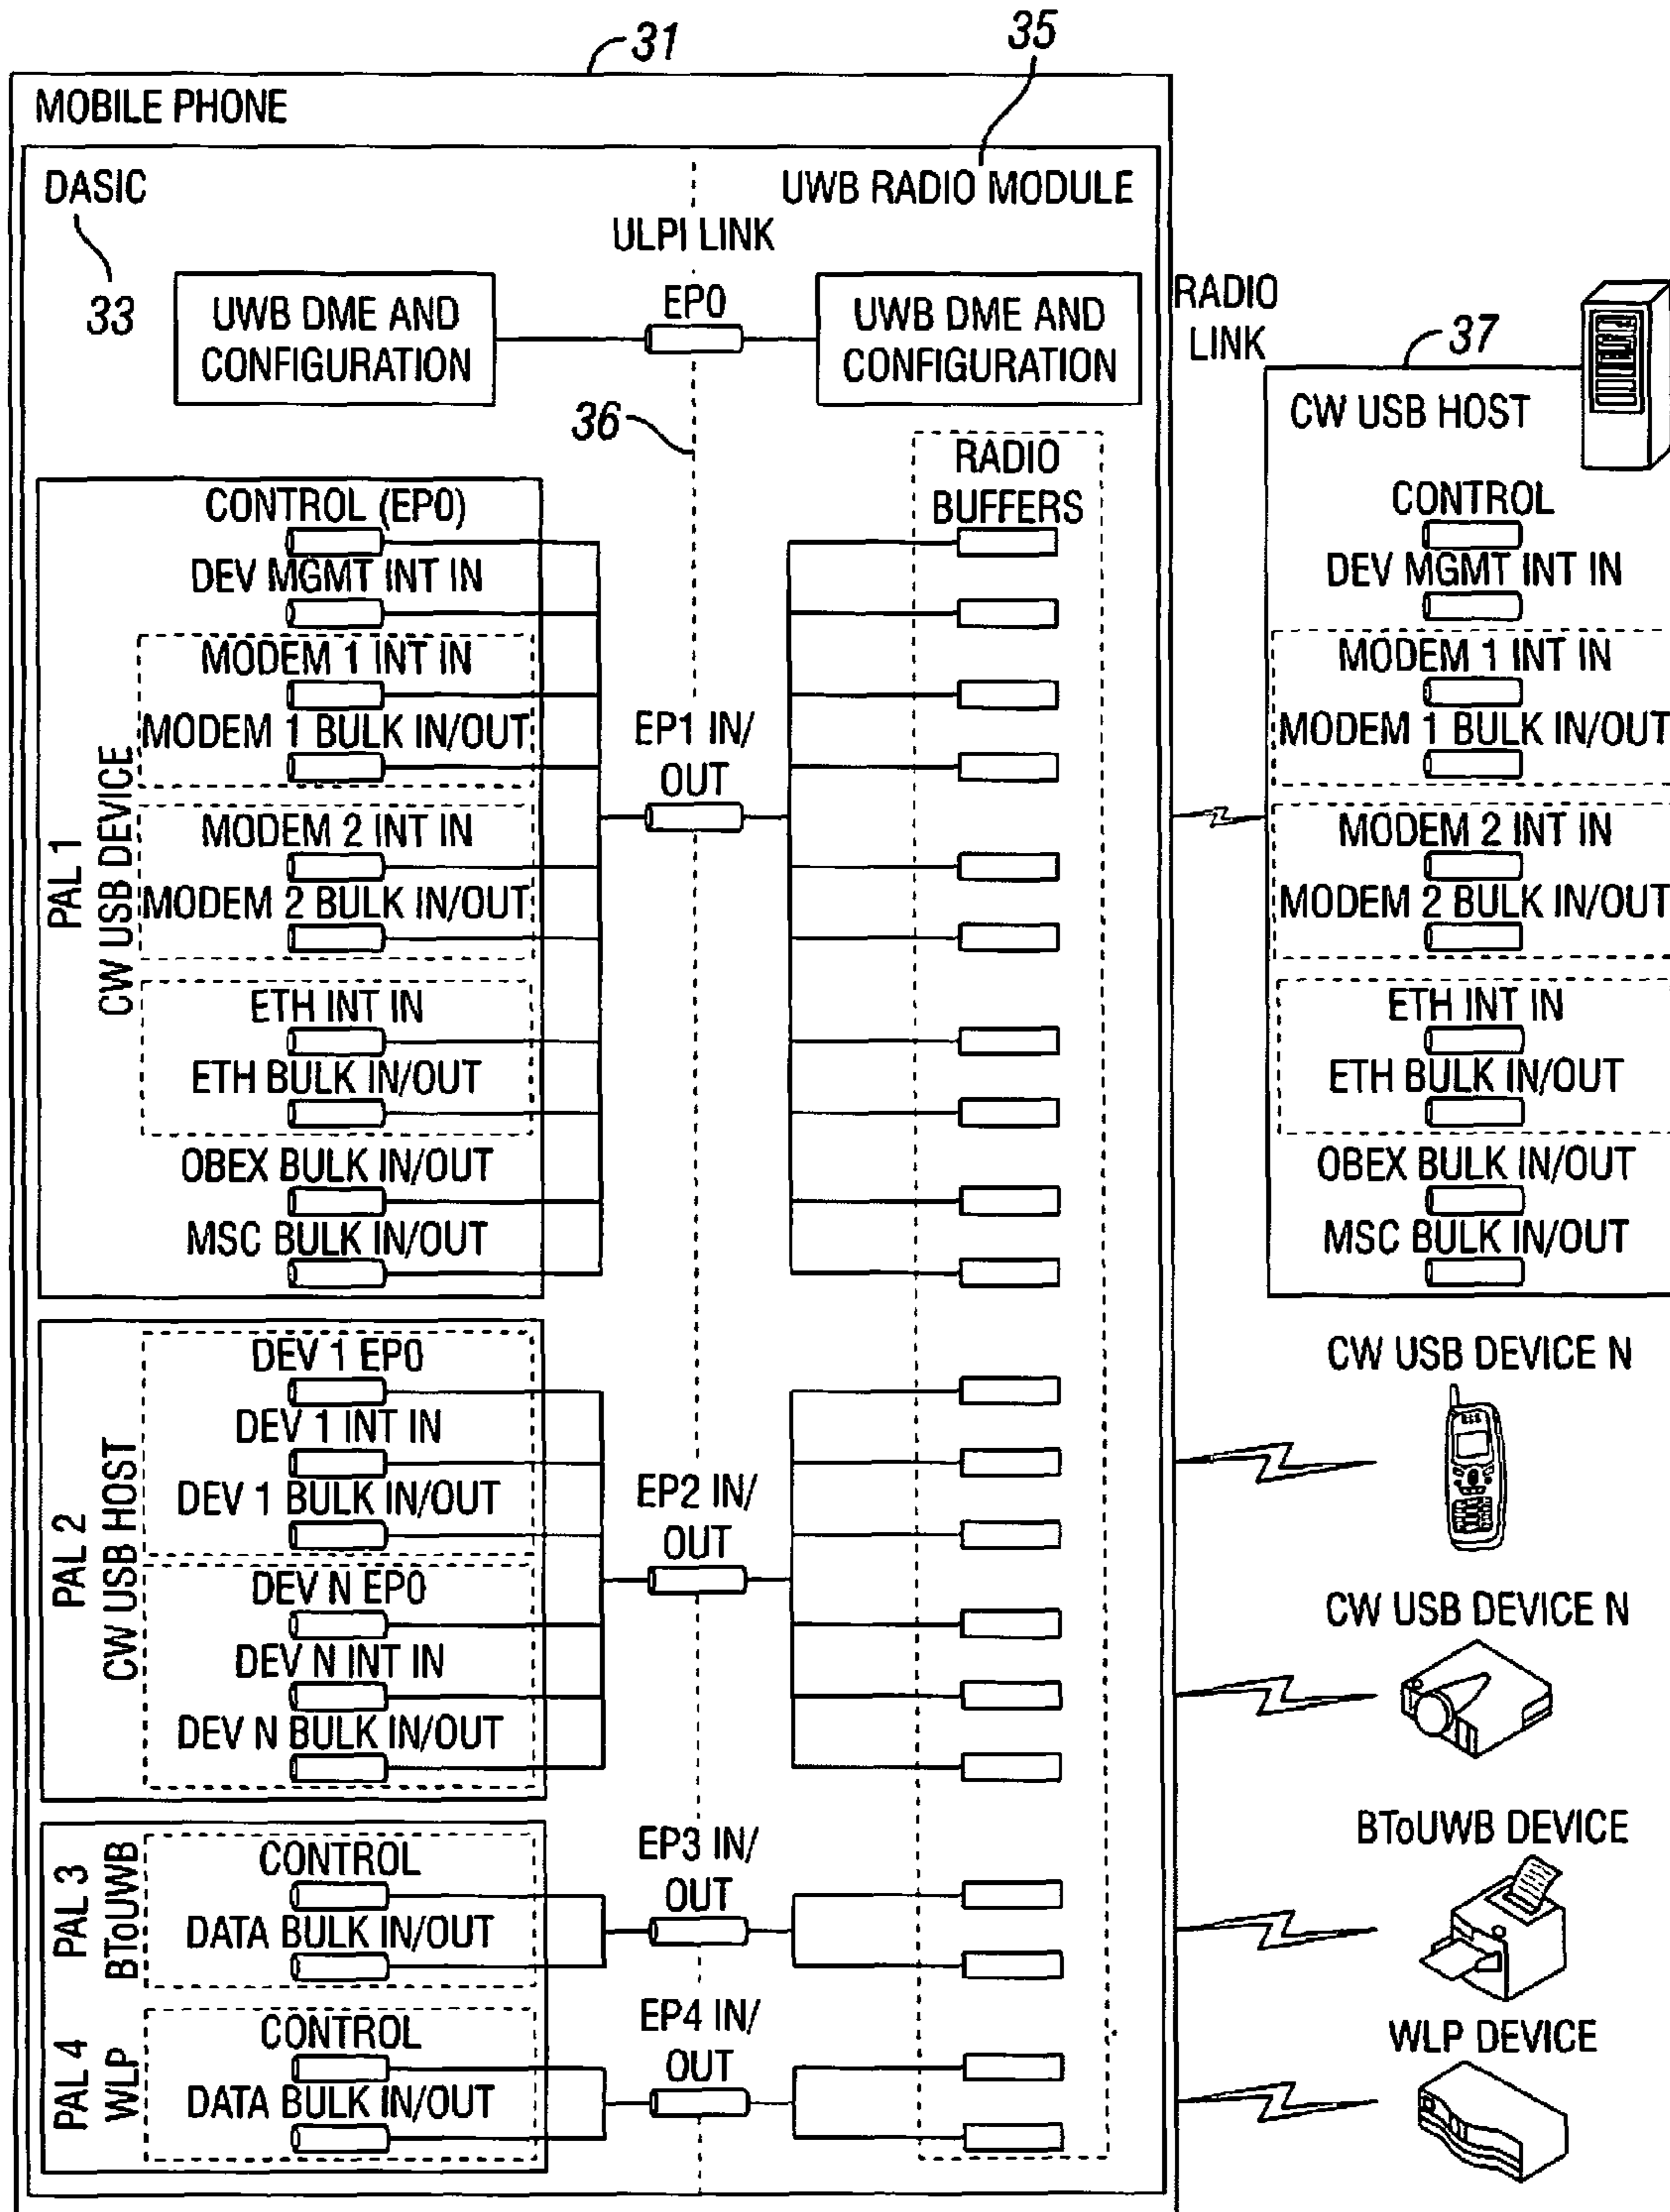 31
35
MOBILE PHONE
DASIC
33
UWB RADIO MODULE
ULPI LINK
UWB DME AND
CONFIGURATION
EP0
UWB DME AND
CONFIGURATION
36
RADIO
BUFFERS
PAL 1
CW USB DEVICE
CONTROL (EP0)
DEV MGMT INT IN
MODEM 1 INT IN
MODEM 1 BULK IN/OUT
MODEM 2 INT IN
MODEM 2 BULK IN/OUT
ETH INT IN
ETH BULK IN/OUT
OBEX BULK IN/OUT
MSC BULK IN/OUT
EP1 IN/
OUT
PAL 2
CW USB HOST
DEV 1 EP0
DEV 1 INT IN
DEV 1 BULK IN/OUT
DEV N EP0
DEV N INT IN
DEV N BULK IN/OUT
EP2 IN/
OUT
PAL 3
BToUWB
CONTROL
DATA BULK IN/OUT
EP3 IN/
OUT
PAL 4
WLP
CONTROL
DATA BULK IN/OUT
EP4 IN/
OUT
RADIO
LINK
37
CW USB HOST
CONTROL
DEV MGMT INT IN
MODEM 1 INT IN
MODEM 1 BULK IN/OUT
MODEM 2 INT IN
MODEM 2 BULK IN/OUT
ETH INT IN
ETH BULK IN/OUT
OBEX BULK IN/OUT
MSC BULK IN/OUT
CW USB DEVICE N
CW USB DEVICE N
BToUWB DEVICE
WLP DEVICE